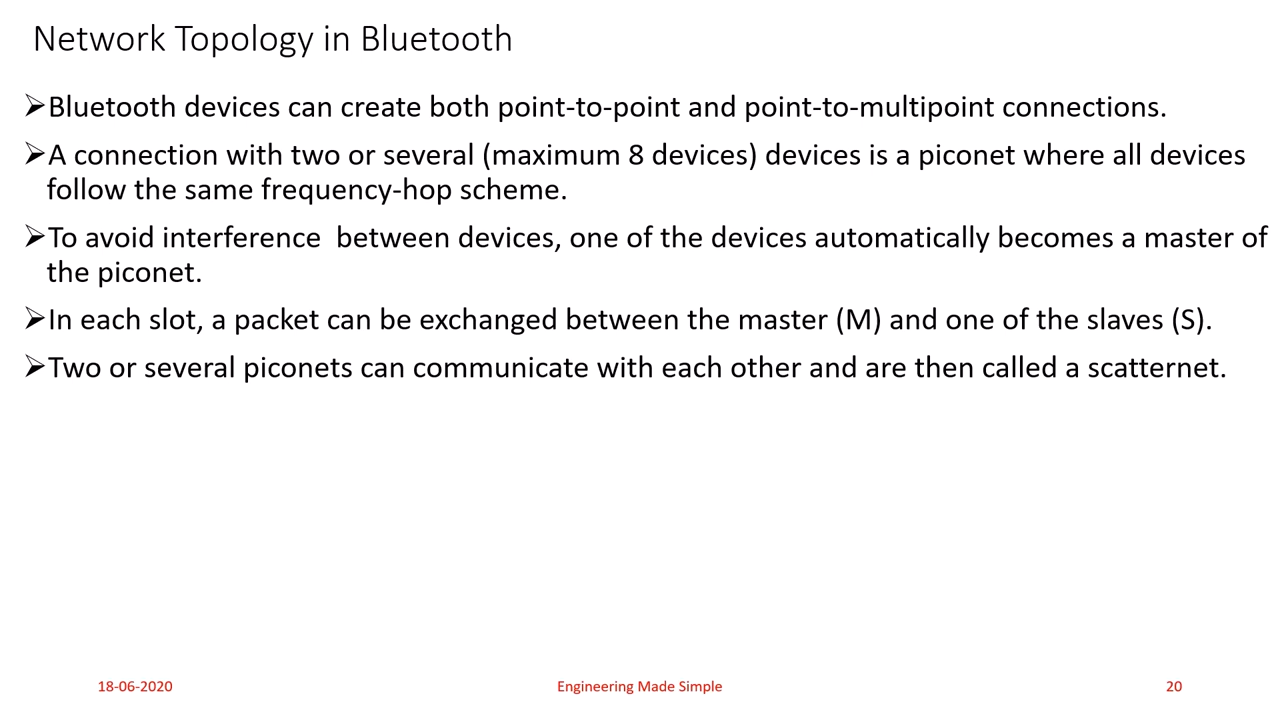 Network Topology in Bluetooth
➢Bluetooth devices can create both point-to-point and point-to-multipoint connections.
➢A connection with two or several (maximum 8 devices) devices is a piconet where all devices
follow the same frequency-hop scheme.
➢To avoid interference  between devices, one of the devices automatically becomes a master of
the piconet.
➢In each slot, a packet can be exchanged between the master (M) and one of the slaves (S).
➢Two or several piconets can communicate with each other and are then called a scatternet.
18-06-2020
Engineering Made Simple
20